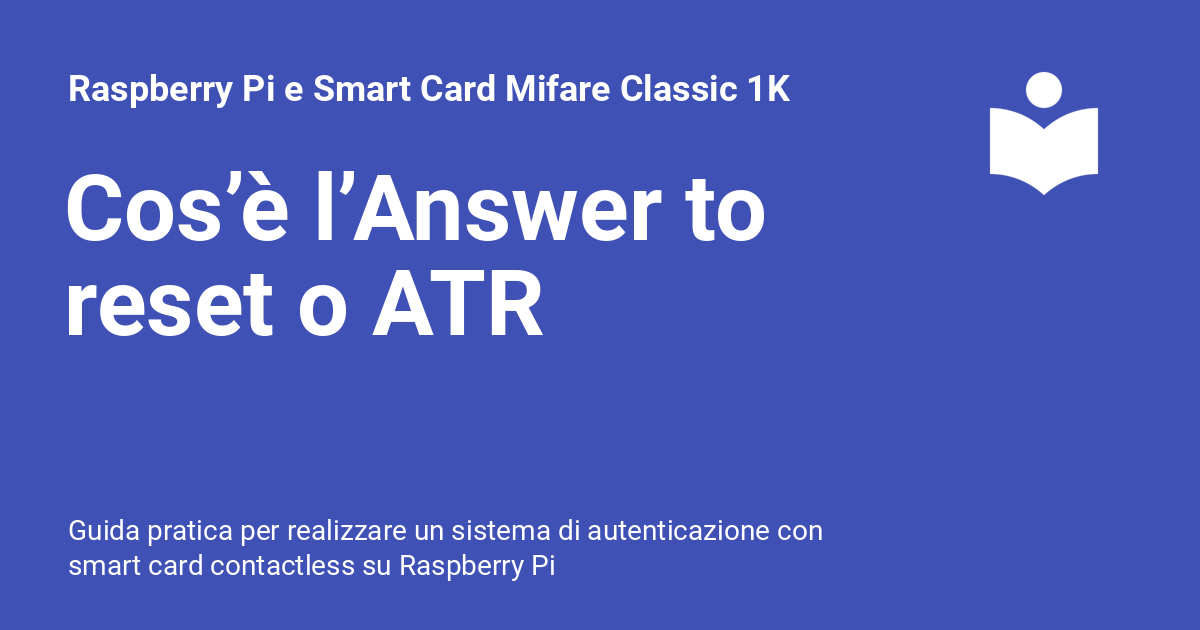 Raspberry Pi e Smart Card Mifare Classic 1K
Cos’è l’Answer to
reset o ATR
Guida pratica per realizzare un sistema di autenticazione con
smart card contactless su Raspberry Pi